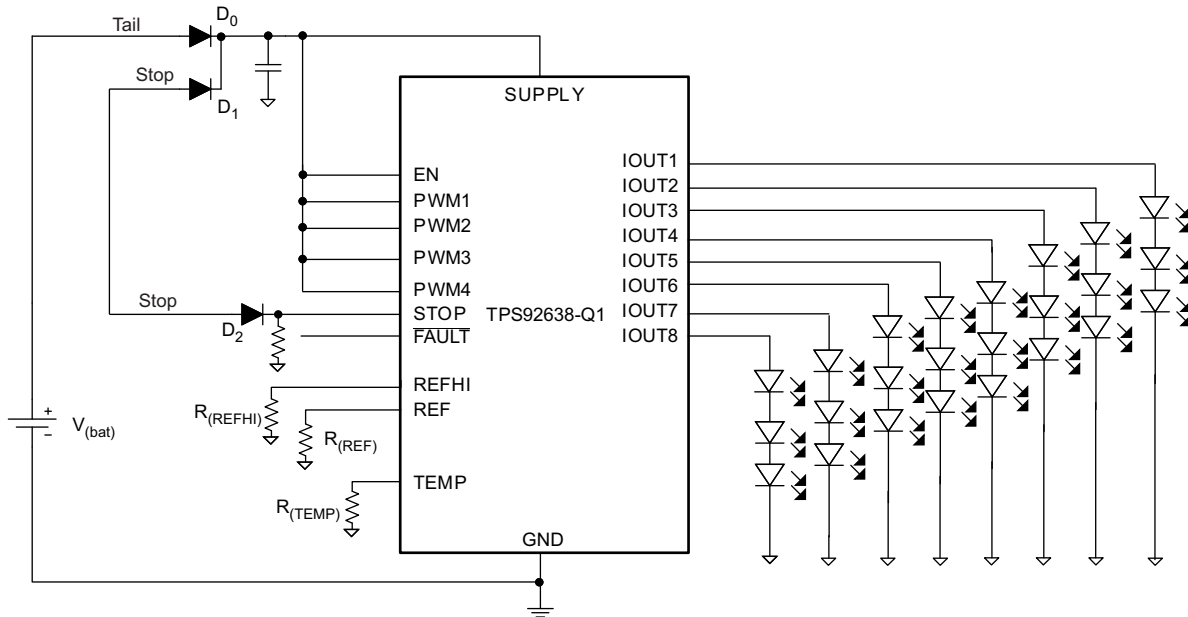 Tail
D0
Stop
D1
SUPPLY
EN
PWM1
PWM2
PWM3
PWM4
Stop
D2
STOP
FAULT
TPS92638-Q1
REFHI
R(REFHI)
REF
R(REF)
TEMP
R(TEMP)
GND
+
V(bat)
−
IOUT1
IOUT2
IOUT3
IOUT4
IOUT5
IOUT6
IOUT7
IOUT8